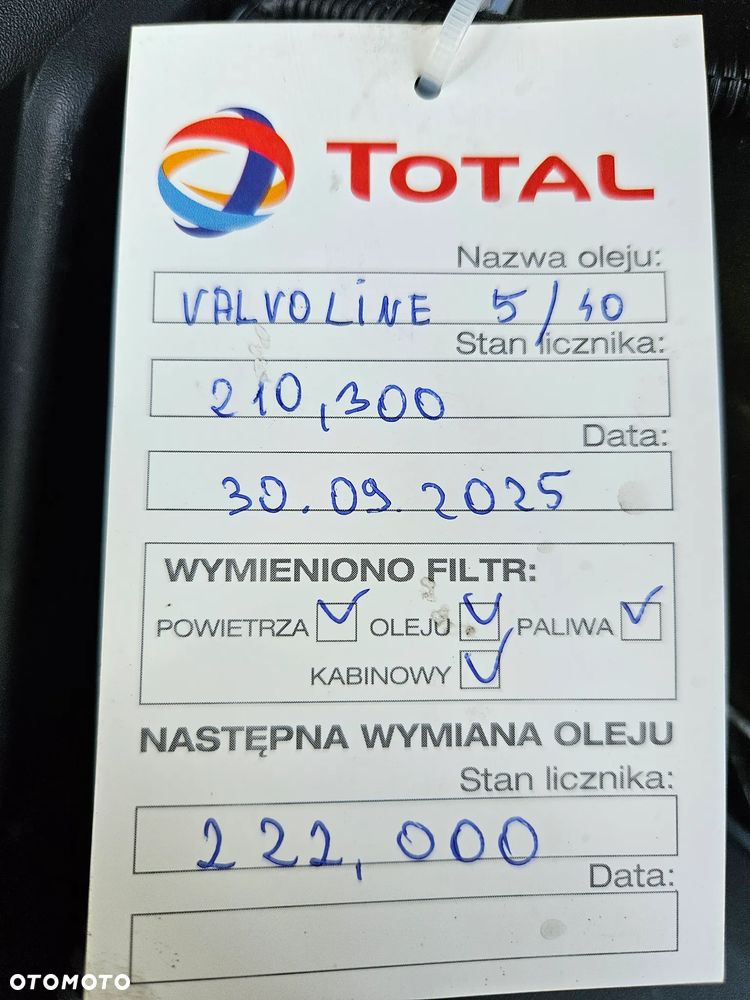 TOTAL
Nazwa oleju:
VALVOLINE 5/40
Stan licznika:
210,300
Data:
30.09.2025
WYMIENIONO FILTR:
POWIETRZA OLEJU PALIWA
KABINOWY
NASTĘPNA WYMIANA OLEJU
Stan licznika:
222,000
Data:
OTOMOTO